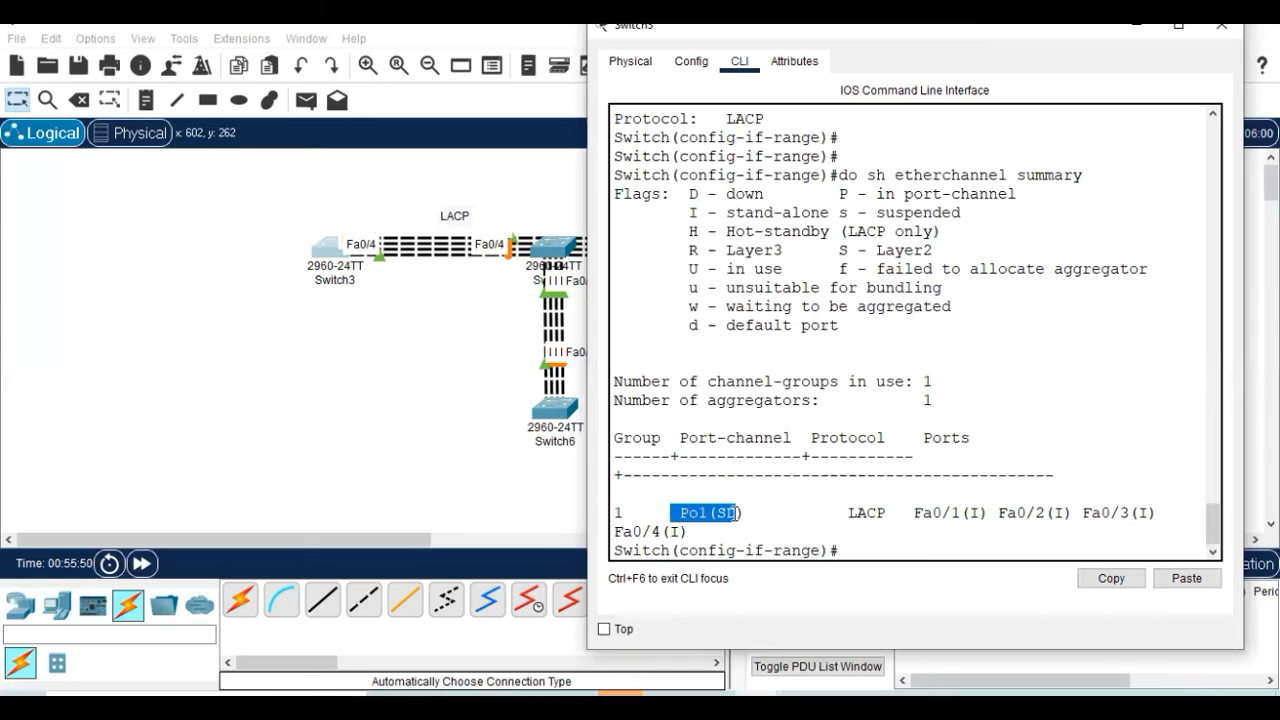 Switch3
File Edit Options View Tools Extensions Window Help
Physical Config CLI Attributes
IOS Command Line Interface
Logical Physical x: 602, y: 262
06:00
Protocol: LACP
Switch(config-if-range)#
Switch(config-if-range)#
Switch(config-if-range)#do sh etherchannel summary
Flags: D - down P - in port-channel
I - stand-alone s - suspended
H - Hot-standby (LACP only)
R - Layer3 S - Layer2
U - in use f - failed to allocate aggregator
u - unsuitable for bundling
w - waiting to be aggregated
d - default port
Number of channel-groups in use: 1
Number of aggregators: 1
Group Port-channel Protocol Ports
------+-------------+-----------
+----------------------------------------------
1 Po1(SD) LACP Fa0/1(I) Fa0/2(I) Fa0/3(I)
Fa0/4(I)
Switch(config-if-range)#
Ctrl+F6 to exit CLI focus
Copy Paste
Top
LACP
Fa0/4 Fa0/4
2960-24TT
Switch3
2960-24TT
Fa0
Fa0/
2960-24TT
Switch6
Time: 00:55:50
Toggle PDU List Window
Automatically Choose Connection Type